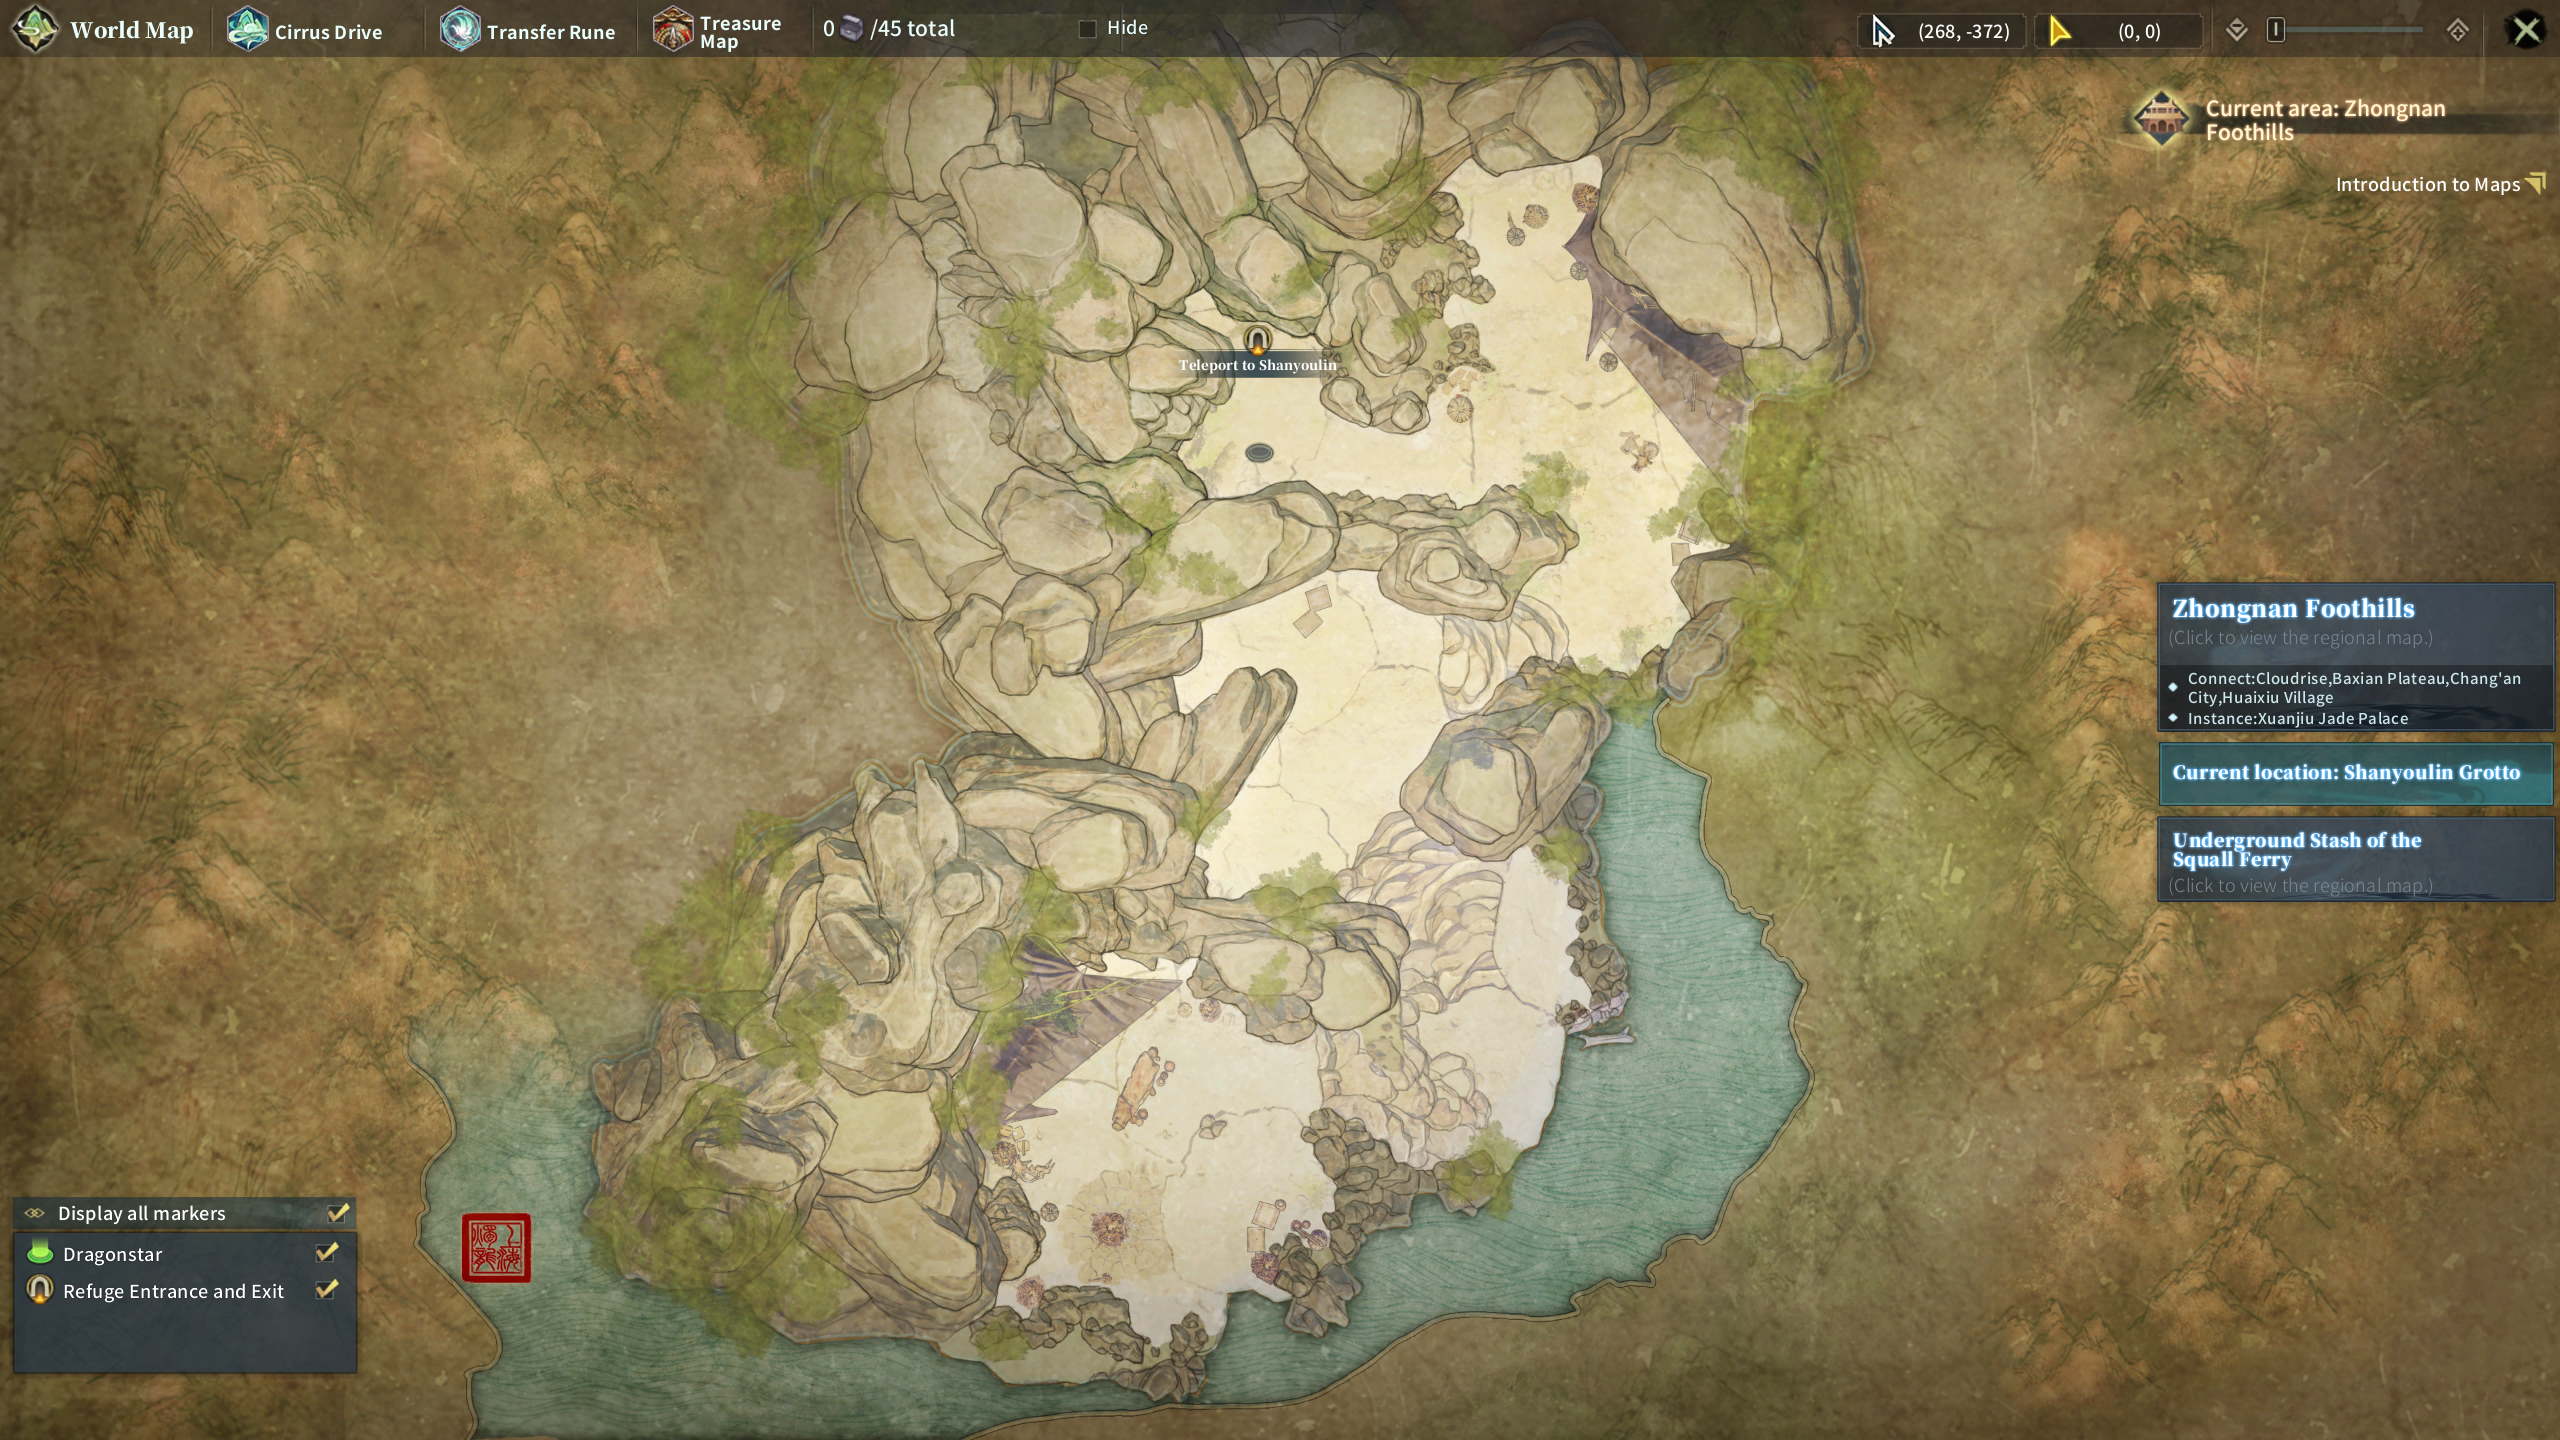 World Map
Cirrus Drive
Transfer Rune
Treasure
Map
0 /45 total
Hide
(268, -372)
(0, 0)
Current area: Zhongnan
Foothills
Introduction to Maps
Teleport to Shanyoulin
Zhongnan Foothills
(Click to view the regional map.)
Connect:Cloudrise,Baxian Plateau,Chang'an
City,Huaixiu Village
Instance:Xuanjiu Jade Palace
Current location: Shanyoulin Grotto
Underground Stash of the
Squall Ferry
(Click to view the regional map.)
Display all markers
Dragonstar
Refuge Entrance and Exit